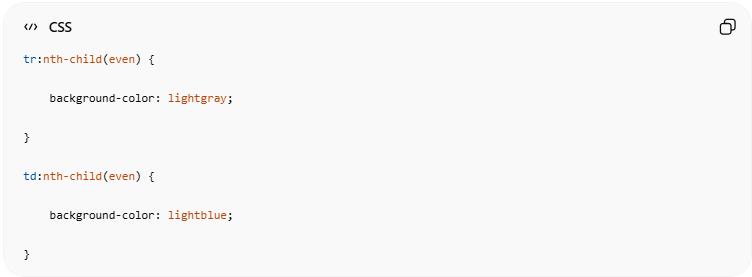 CSS
tr:nth-child(even) {
background-color: lightgray;
}
td:nth-child(even) {
background-color: lightblue;
}